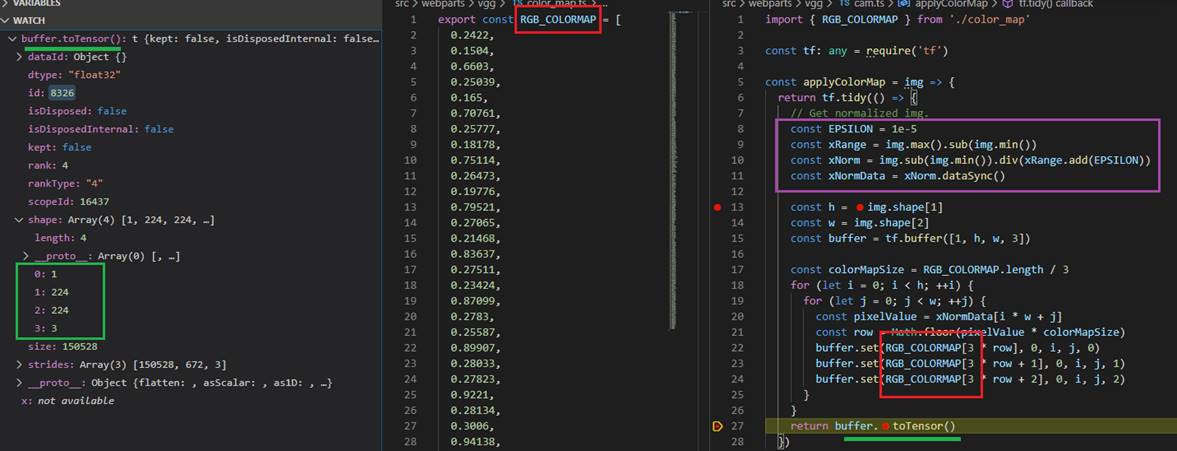 VARIABLES
WATCH
buffer.toTensor(): t {kept: false, isDisposedInternal: false…
dataId: Object {}
dtype: "float32"
id: 8326
isDisposed: false
isDisposedInternal: false
kept: false
rank: 4
rankType: "4"
scopeId: 16437
shape: Array(4) [1, 224, 224, …]
length: 4
__proto__: Array(0) [, …]
0: 1
1: 224
2: 224
3: 3
size: 150528
strides: Array(3) [150528, 672, 3]
__proto__: Object {flatten: , asScalar: , as1D: , …}
x: not available
src > webparts > vgg > TS color_map.ts >
1 export const RGB_COLORMAP = [
2 0.2422,
3 0.1504,
4 0.6603,
5 0.25039,
6 0.165,
7 0.70761,
8 0.25777,
9 0.18178,
10 0.75114,
11 0.26473,
12 0.19776,
13 0.79521,
14 0.27065,
15 0.21468,
16 0.83637,
17 0.27511,
18 0.23424,
19 0.87099,
20 0.2783,
21 0.25587,
22 0.89907,
23 0.28033,
24 0.27823,
25 0.9221,
26 0.28134,
27 0.3006,
28 0.94138,
src > webparts > vgg > TS cam.ts > applyColorMap > tf.tidy() callback
1 import { RGB_COLORMAP } from './color_map'
2
3 const tf: any = require('tf')
4
5 const applyColorMap = img => {
6 return tf.tidy(() => {
7 // Get normalized img.
8 const EPSILON = 1e-5
9 const xRange = img.max().sub(img.min())
10 const xNorm = img.sub(img.min()).div(xRange.add(EPSILON))
11 const xNormData = xNorm.dataSync()
12
13 const h = img.shape[1]
14 const w = img.shape[2]
15 const buffer = tf.buffer([1, h, w, 3])
16
17 const colorMapSize = RGB_COLORMAP.length / 3
18 for (let i = 0; i < h; ++i) {
19 for (let j = 0; j < w; ++j) {
20 const pixelValue = xNormData[i * w + j]
21 const row = Math.floor(pixelValue * colorMapSize)
22 buffer.set(RGB_COLORMAP[3 * row], 0, i, j, 0)
23 buffer.set(RGB_COLORMAP[3 * row + 1], 0, i, j, 1)
24 buffer.set(RGB_COLORMAP[3 * row + 2], 0, i, j, 2)
25 }
26 }
27 return buffer.toTensor()
28 })